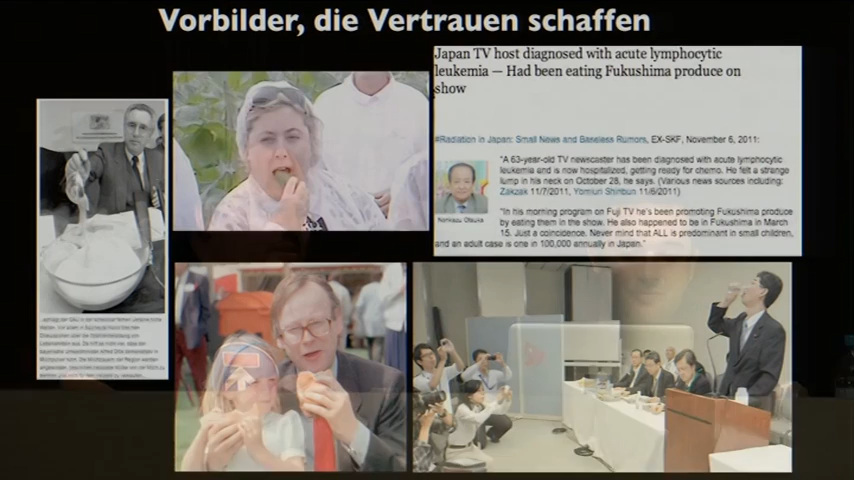 Vorbilder, die Vertrauen schaffen
Japan TV host diagnosed with acute lymphocytic
leukemia — Had been eating Fukushima produce on
show
#Radiation in Japan: Small News and Baseless Rumors, EX-SKF, November 6, 2011:
"A 63-year-old TV newscaster has been diagnosed with acute lymphocytic
leukemia and is now hospitalized, getting ready for chemo. He felt a strange
lump in his neck on October 28, he says. (Various news sources including:
Zakzak 11/7/2011, Yomiuri Shinbun 11/6/2011)
Norikazu Otsuka
"In his morning program on Fuji TV he's been promoting Fukushima produce
by eating them in the show. He also happened to be in Fukushima in March
15. Just a coincidence. Never mind that ALL is predominant in small children,
and an adult case is one in 100,000 annually in Japan."